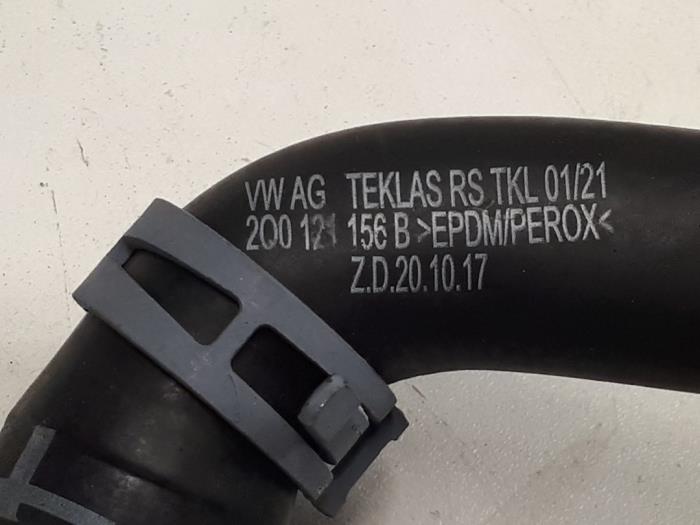 VW AG TEKLAS RS TKL 01/21
2Q0 121 156 B >EPDM/PEROX<
Z.D.20.10.17